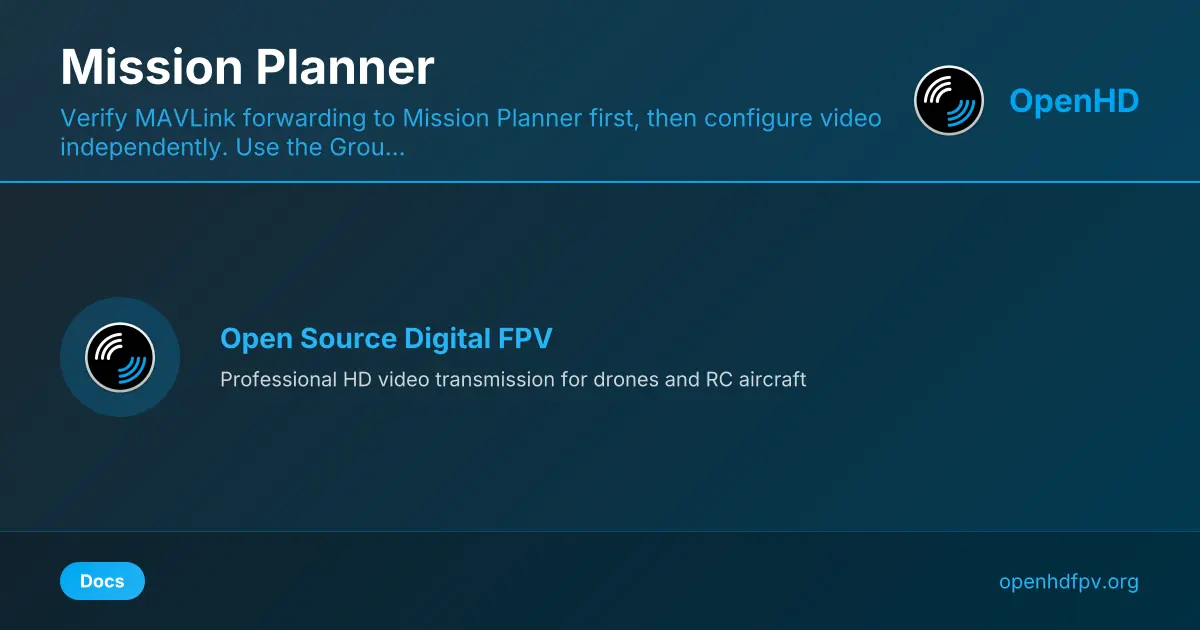 Mission Planner
Verify MAVLink forwarding to Mission Planner first, then configure video
independently. Use the Grou...
OpenHD
Open Source Digital FPV
Professional HD video transmission for drones and RC aircraft
Docs
openhdfpv.org